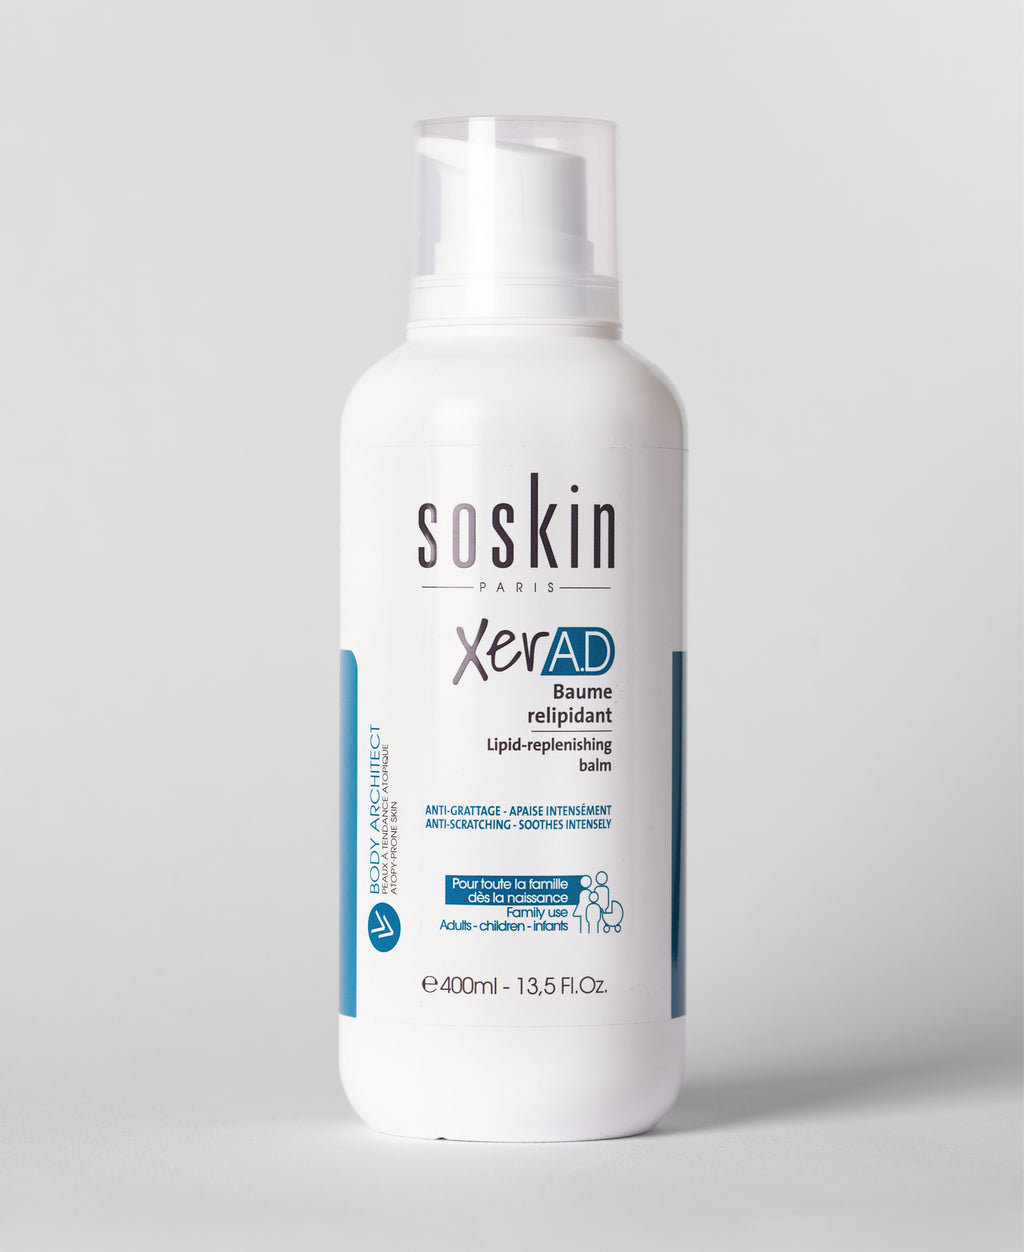 soskin
PARIS
XerA.D
Baume
relipidant
Lipid-replenishing
balm
ANTI-GRATTAGE - APAISE INTENSÉMENT
ANTI-SCRATCHING - SOOTHES INTENSELY
BODY ARCHITECT
PEAUX À TENDANCE ATOPIQUE
ATOPY-PRONE SKIN
Pour toute la famille
dès la naissance
Family use
Adults - children - infants
℮400ml - 13,5 Fl.Oz.